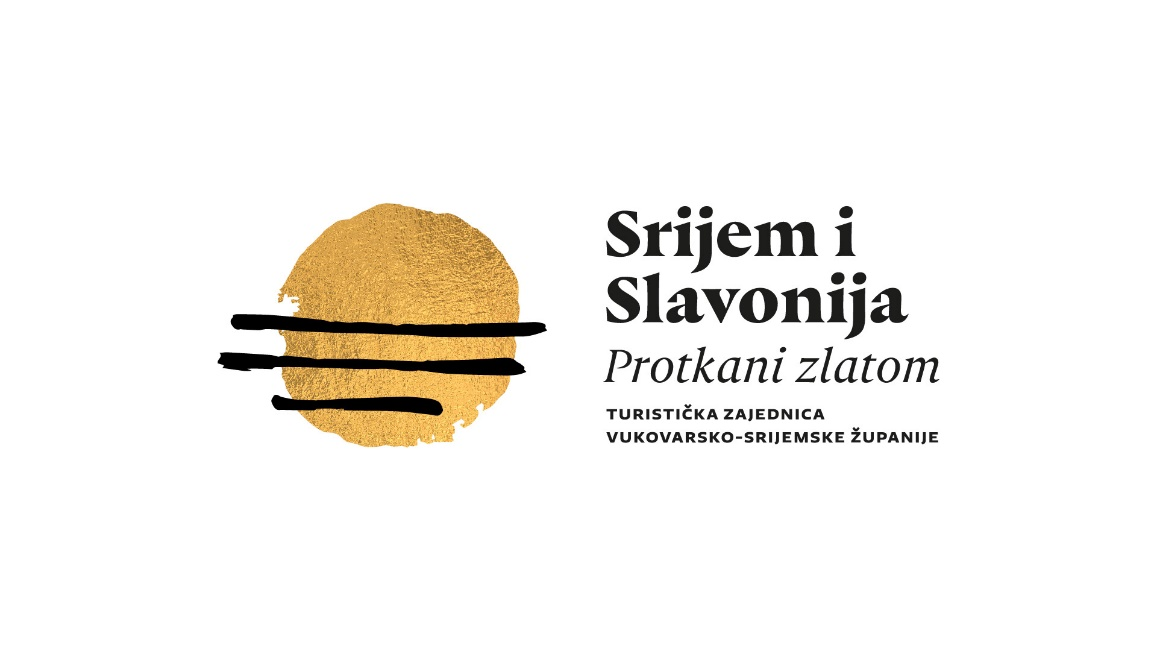 Srijem i
Slavonija
Protkani zlatom
TURISTIČKA ZAJEDNICA
VUKOVARSKO-SRIJEMSKE ŽUPANIJE